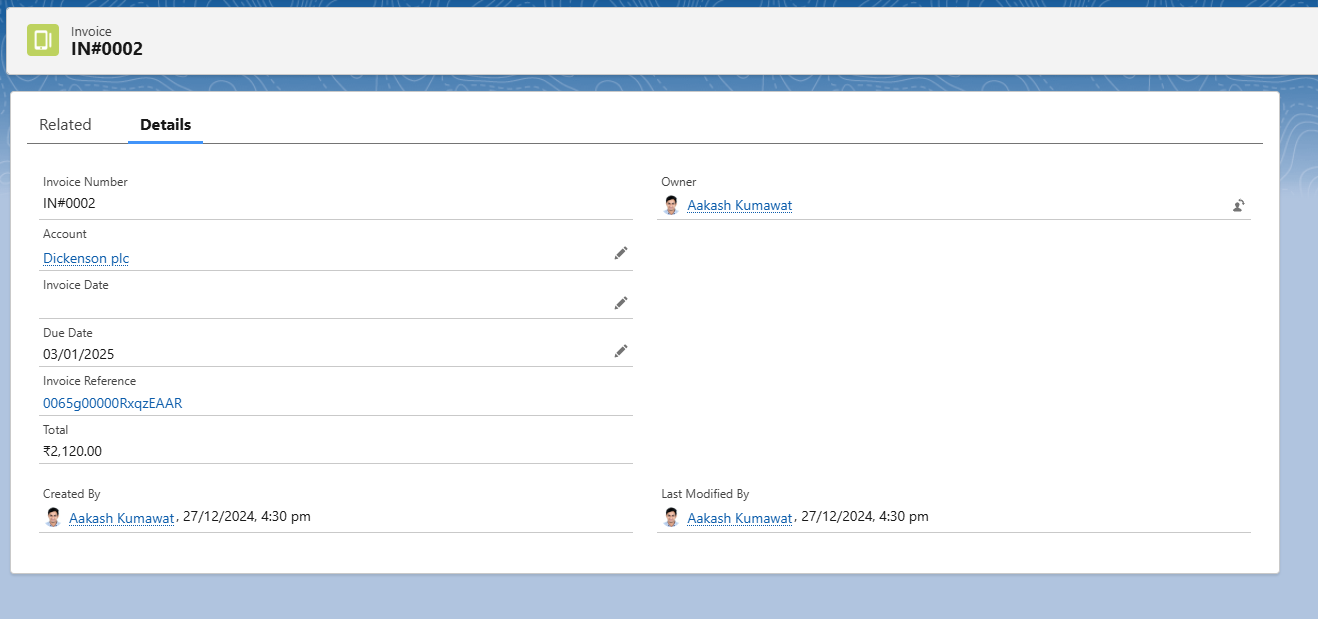 Invoice
IN#0002
Related
Details
Invoice Number
IN#0002
Owner
Aakash Kumawat
Account
Dickenson plc
Invoice Date
Due Date
03/01/2025
Invoice Reference
0065g00000RxqzEAAR
Total
₹2,120.00
Created By
Aakash Kumawat, 27/12/2024, 4:30 pm
Last Modified By
Aakash Kumawat, 27/12/2024, 4:30 pm